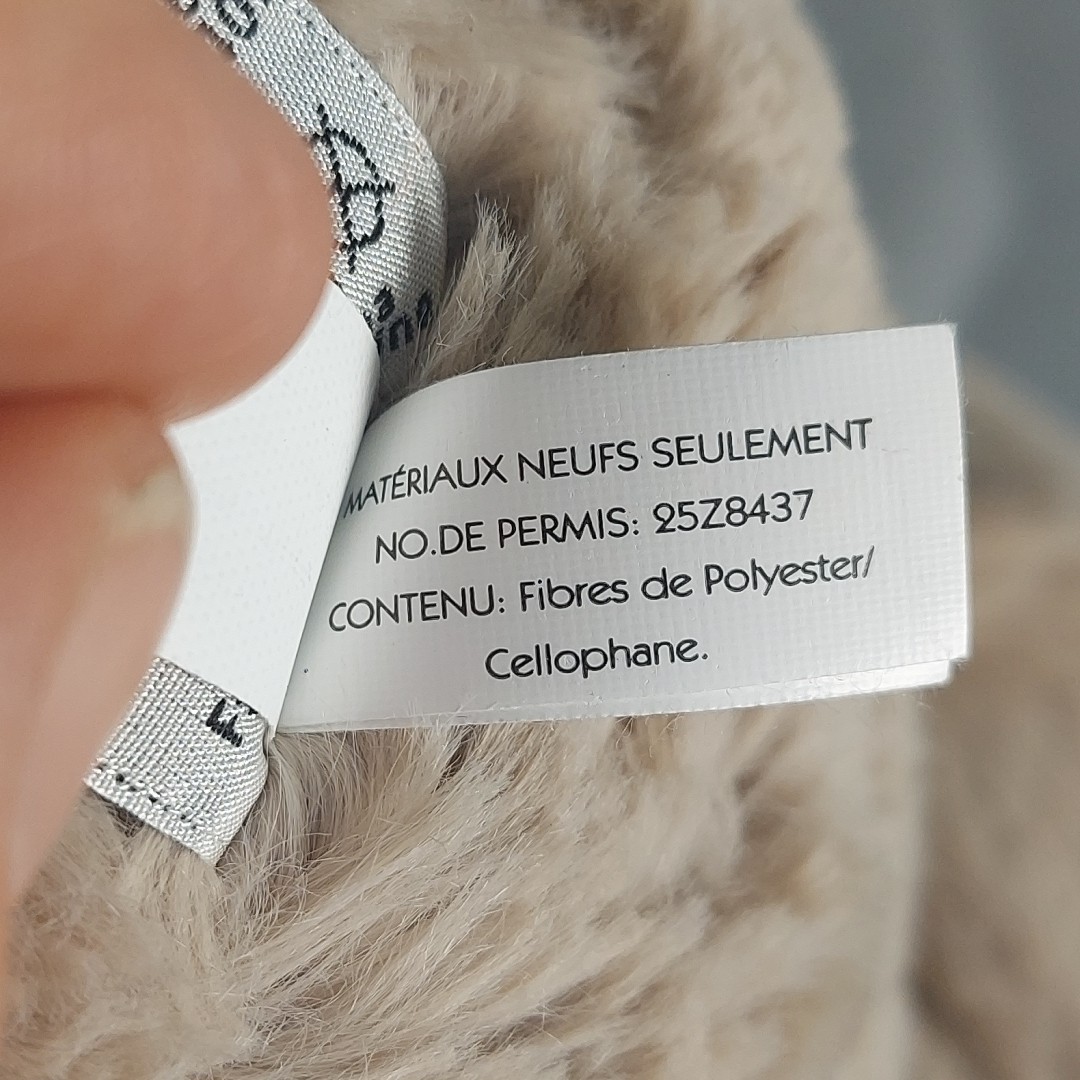 MATÉRIAUX NEUFS SEULEMENT
NO.DE PERMIS: 25Z8437
CONTENU: Fibres de Polyester/
Cellophane.